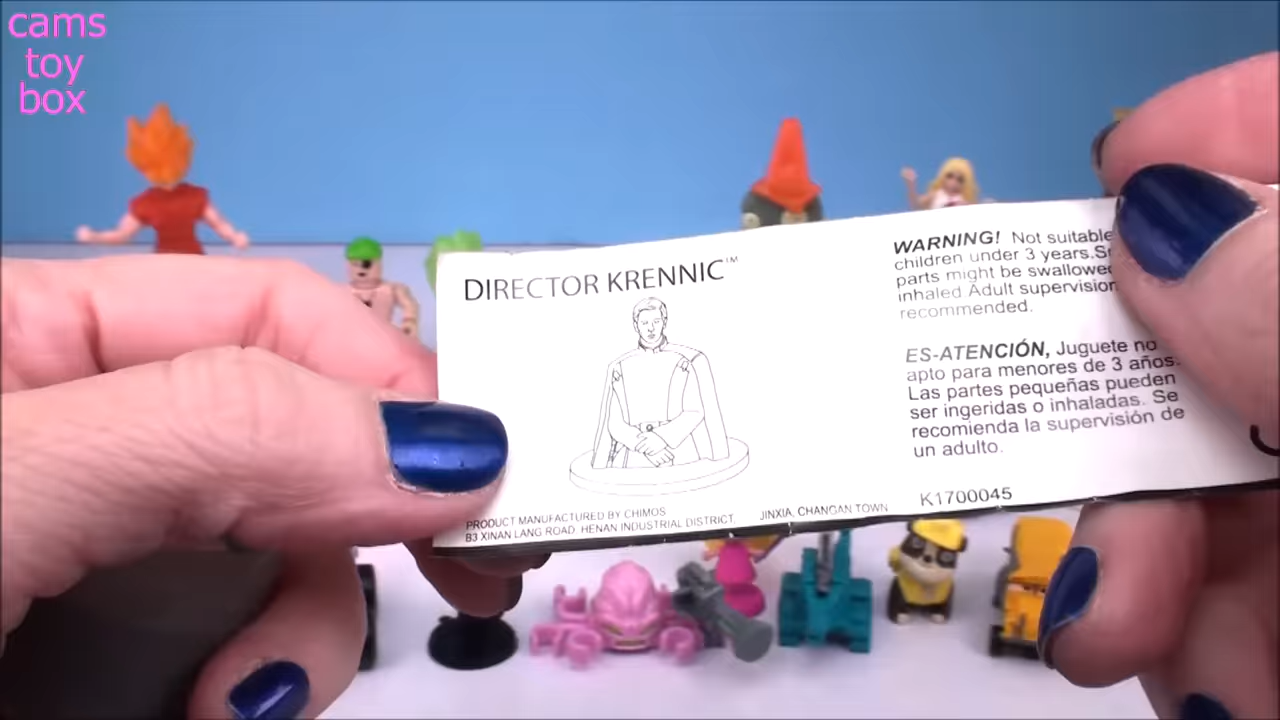 cams
toy
box
DIRECTOR KRENNIC™
WARNING! Not suitable
children under 3 years.
parts might be swallowed
inhaled Adult supervision
recommended.
ES-ATENCIÓN, Juguete no
apto para menores de 3 años.
Las partes pequeñas pueden
ser ingeridas o inhaladas. Se
recomienda la supervisión de
un adulto.
K1700045
PRODUCT MANUFACTURED BY CHIMOS
B3 XINAN LANG ROAD, HENAN INDUSTRIAL DISTRICT, JINXIA, CHANGAN TOWN